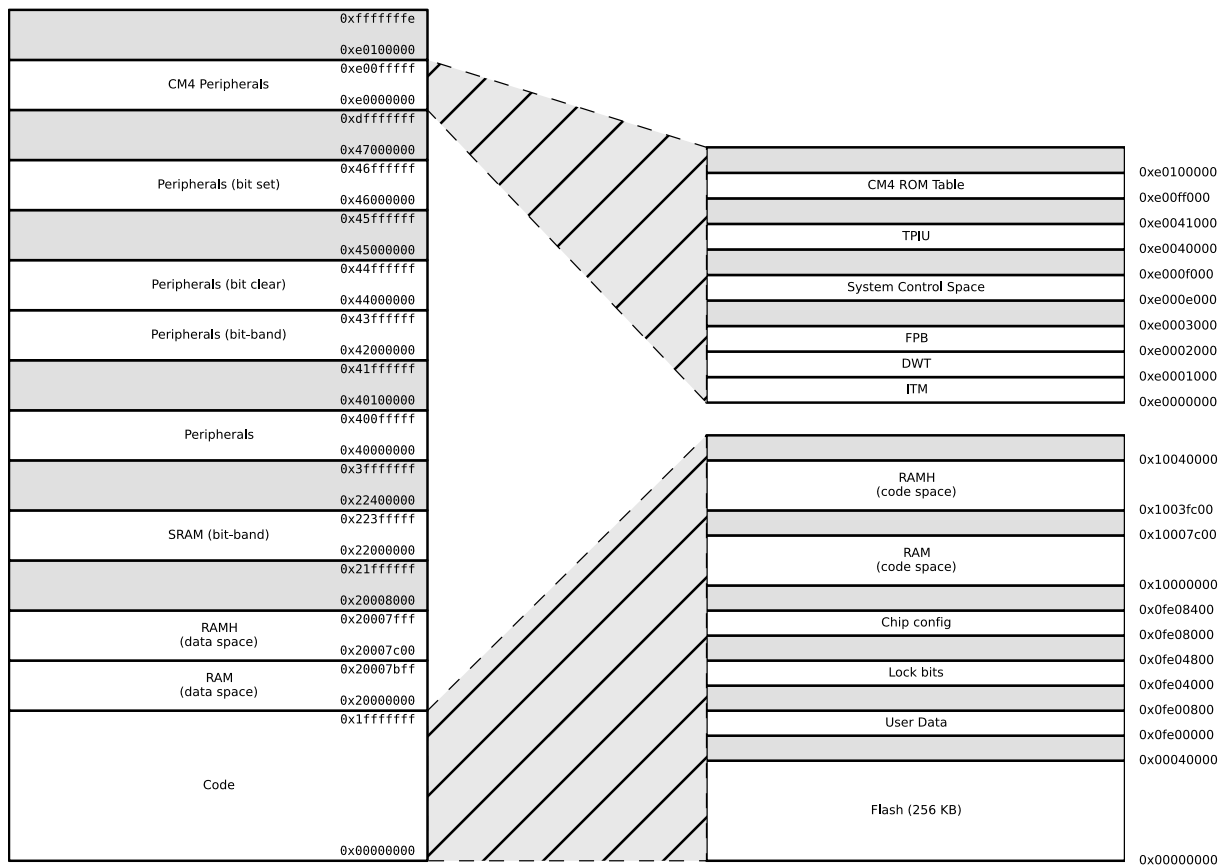 0xfffffffe
0xe0100000
0xe00fffff
CM4 Peripherals
0xe0000000
0xdfffffff
0x47000000
0x46ffffff
Peripherals (bit set)
0x46000000
0x45ffffff
0x45000000
0x44ffffff
Peripherals (bit clear)
0x44000000
0x43ffffff
Peripherals (bit-band)
0x42000000
0x41ffffff
0x40100000
0x400fffff
Peripherals
0x40000000
0x3fffffff
0x22400000
0x223fffff
SRAM (bit-band)
0x22000000
0x21ffffff
0x20008000
0x20007fff
RAMH
(data space)
0x20007c00
0x20007bff
RAM
(data space)
0x20000000
0x1fffffff
Code
0x00000000
0xe0100000
CM4 ROM Table
0xe00ff000
0xe0041000
TPIU
0xe0040000
0xe000f000
System Control Space
0xe000e000
0xe0003000
FPB
0xe0002000
DWT
0xe0001000
ITM
0xe0000000
0x10040000
RAMH
(code space)
0x1003fc00
0x10007c00
RAM
(code space)
0x10000000
0x0fe08400
Chip config
0x0fe08000
0x0fe04800
Lock bits
0x0fe04000
0x0fe00800
User Data
0x0fe00000
0x00040000
Flash (256 KB)
0x00000000